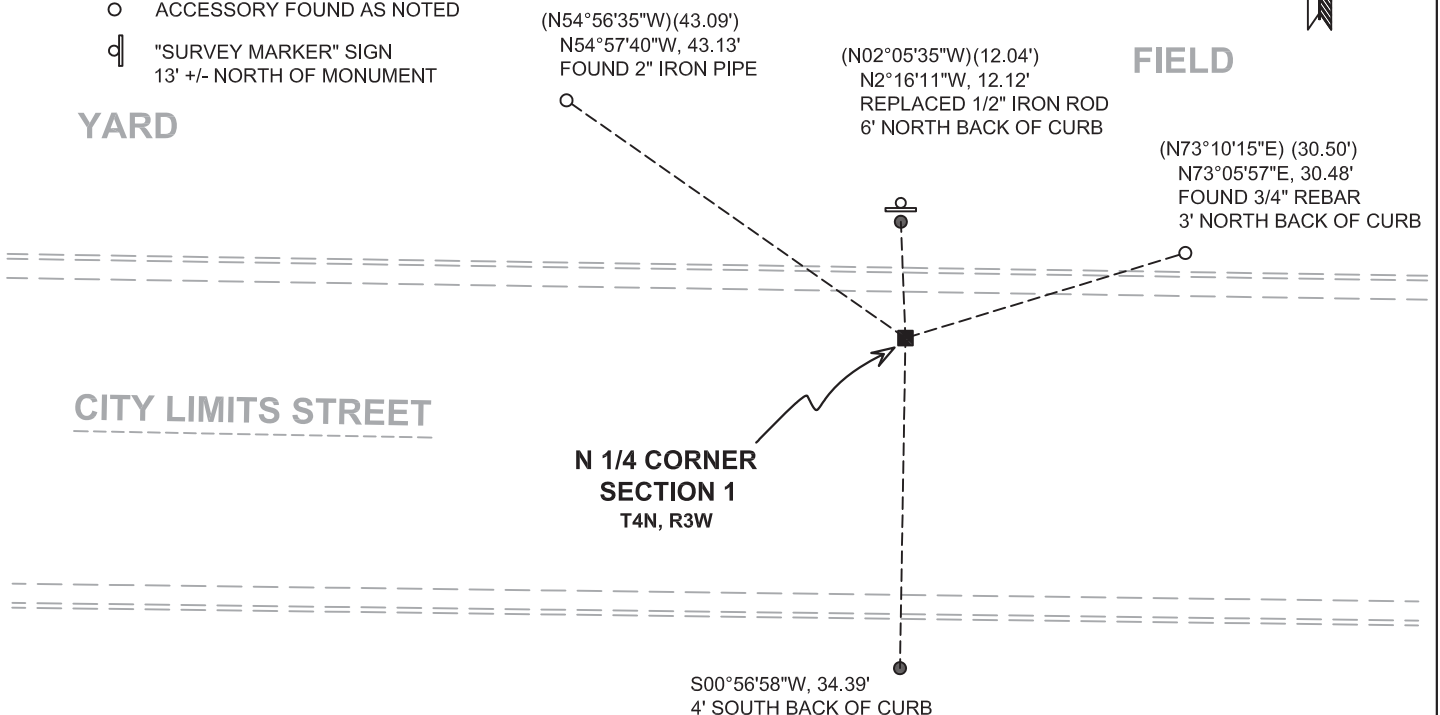 ACCESSORY FOUND AS NOTED
"SURVEY MARKER" SIGN
13' +/- NORTH OF MONUMENT
YARD
(N54°56'35"W)(43.09')
N54°57'40"W, 43.13'
FOUND 2" IRON PIPE
(N02°05'35"W)(12.04')
N2°16'11"W, 12.12'
REPLACED 1/2" IRON ROD
6' NORTH BACK OF CURB
FIELD
(N73°10'15"E) (30.50')
N73°05'57"E, 30.48'
FOUND 3/4" REBAR
3' NORTH BACK OF CURB
CITY LIMITS STREET
N 1/4 CORNER
SECTION 1
T4N, R3W
S00°56'58"W, 34.39'
4' SOUTH BACK OF CURB